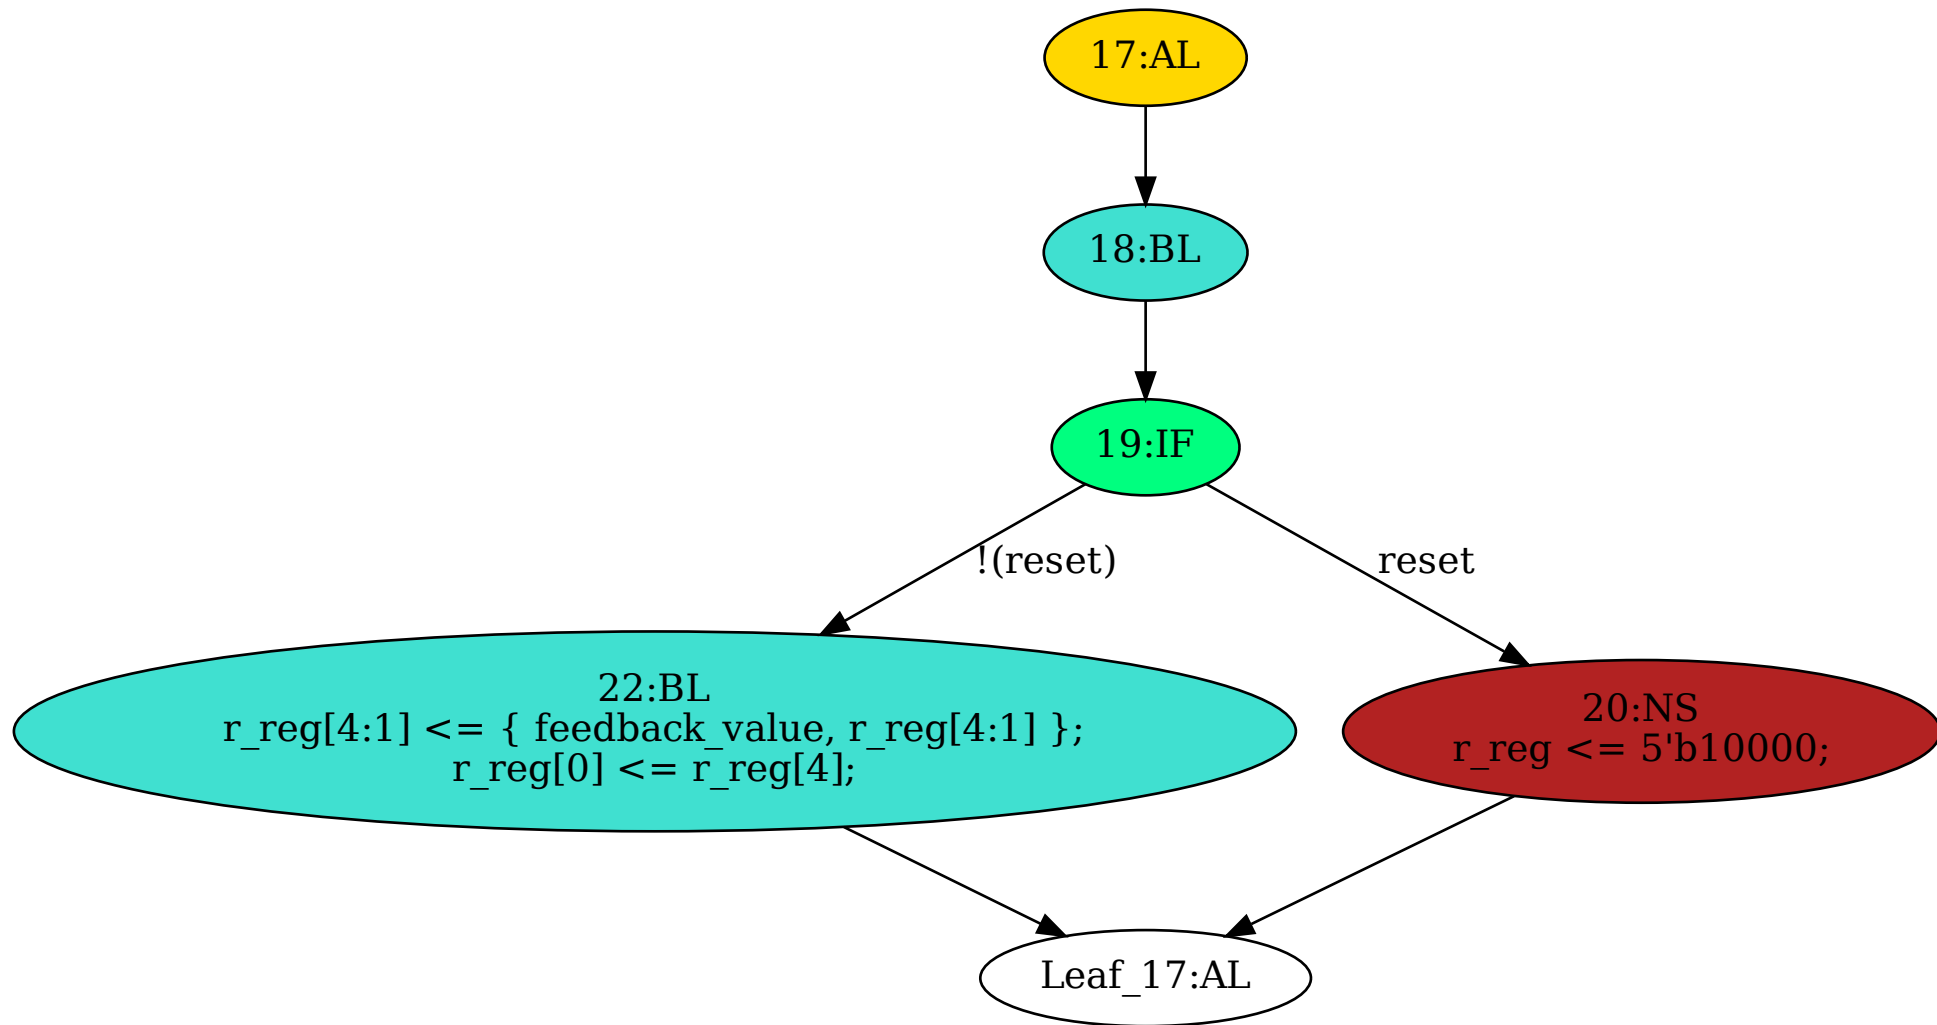 17:AL
18:BL
19:IF
!(reset)
reset
22:BL
r_reg[4:1] <= { feedback_value, r_reg[4:1] };
r_reg[0] <= r_reg[4];
20:NS
r_reg <= 5'b10000;
Leaf_17:AL